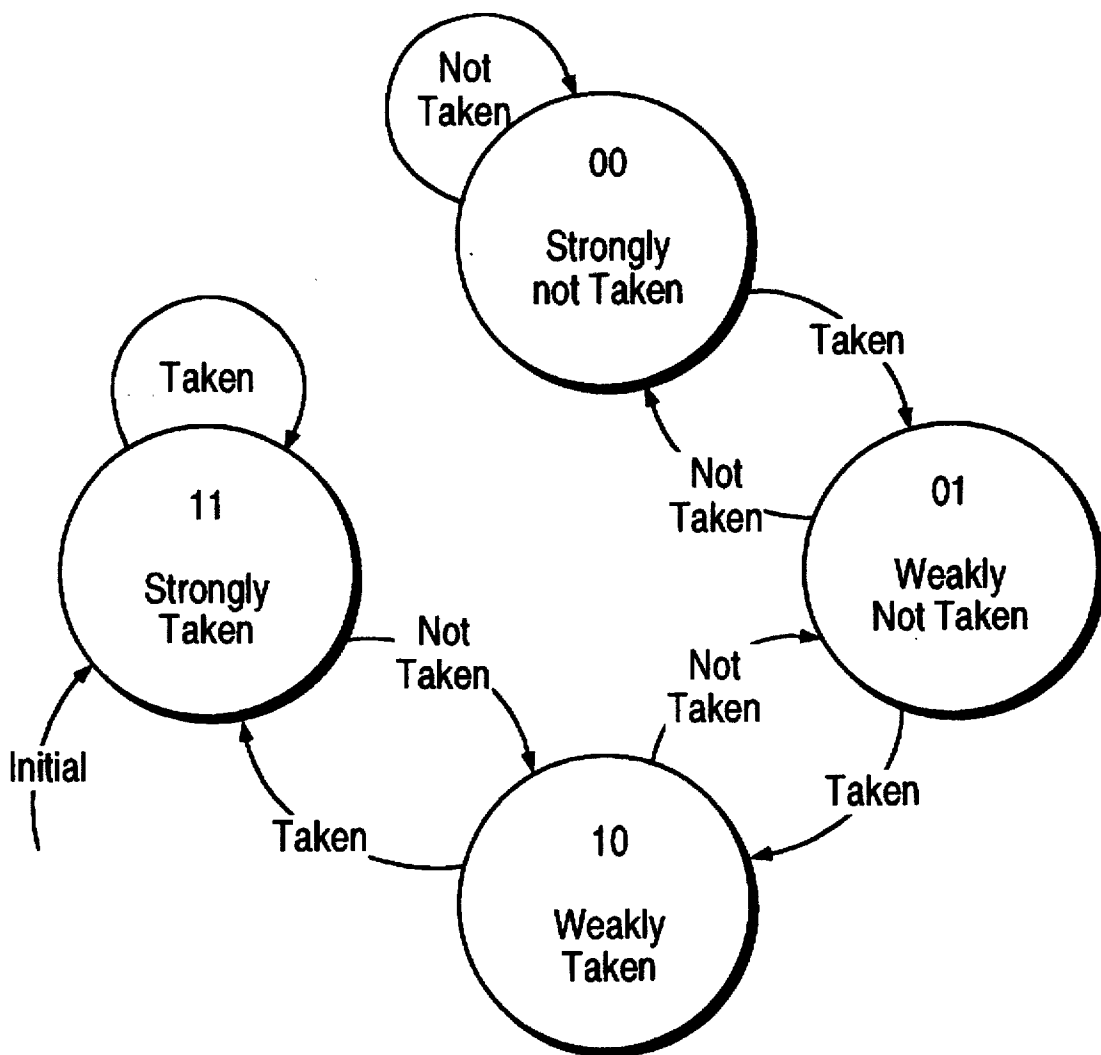 Not
Taken
00
Strongly
not Taken
Taken
Taken
Not
Taken
01
Weakly
Not Taken
11
Strongly
Taken
Not
Taken
Not
Taken
Initial
Taken
Taken
10
Weakly
Taken